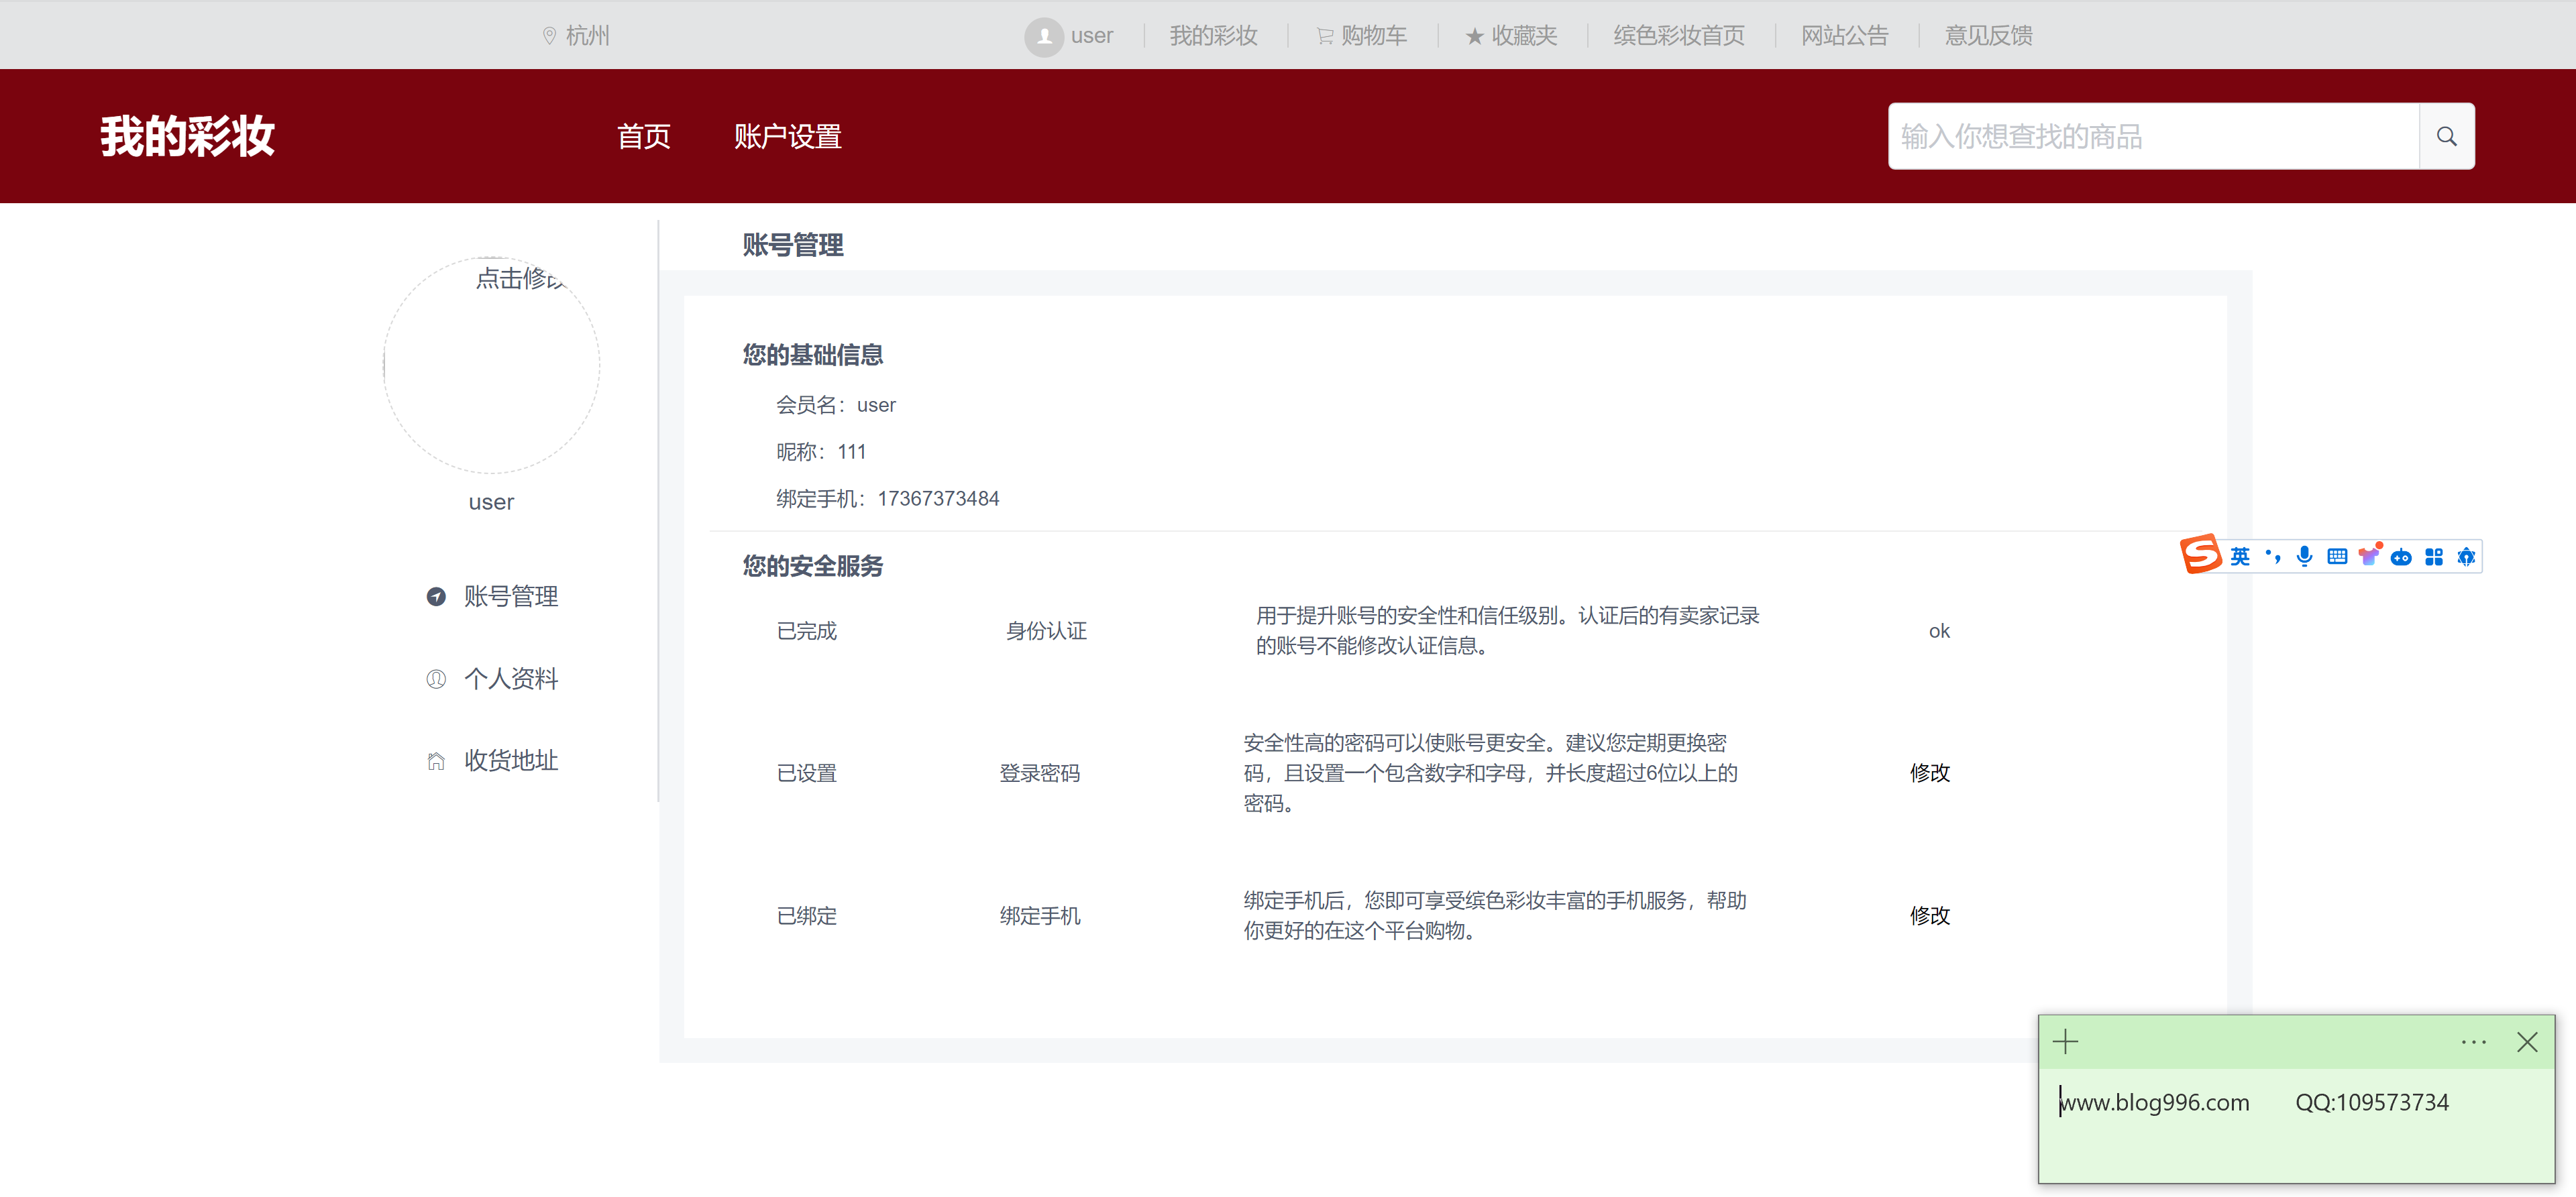 杭州
user
我的彩妆
购物车
收藏夹
缤色彩妆首页
网站公告
意见反馈
我的彩妆
首页
账户设置
输入你想查找的商品
点击修改
user
账号管理
个人资料
收货地址
账号管理
您的基础信息
会员名：user
昵称：111
绑定手机：17367373484
您的安全服务
已完成
身份认证
用于提升账号的安全性和信任级别。认证后的有卖家记录
的账号不能修改认证信息。
ok
已设置
登录密码
安全性高的密码可以使账号更安全。建议您定期更换密
码，且设置一个包含数字和字母，并长度超过6位以上的
密码。
修改
已绑定
绑定手机
绑定手机后，您即可享受缤色彩妆丰富的手机服务，帮助
你更好的在这个平台购物。
修改
英
www.blog996.com QQ:109573734